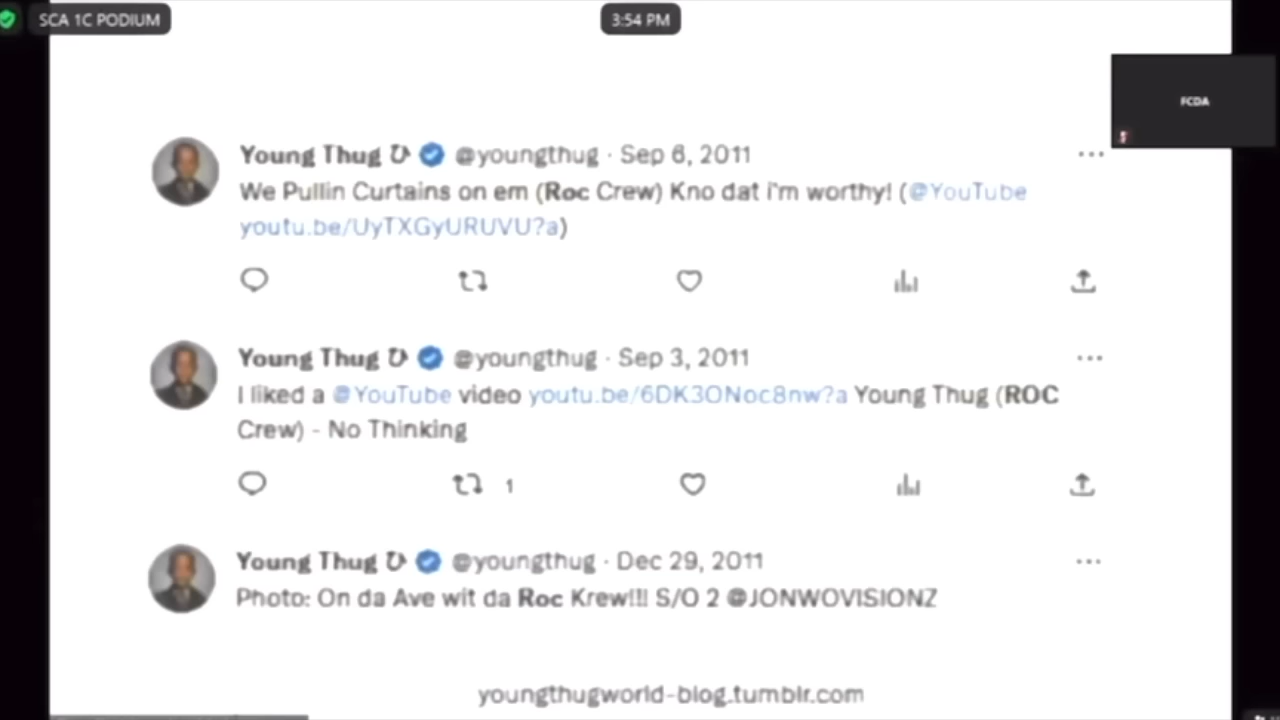 SCA 1C PODIUM
3:54 PM
FCDA
Young Thug ひ @youngthug · Sep 6, 2011 ...
We Pullin Curtains on em (Roc Crew) Kno dat i'm worthy! (@YouTube
youtu.be/UyTXGyURUVU?a)
Young Thug ひ @youngthug · Sep 3, 2011 ...
I liked a @YouTube video youtu.be/6DK3ONoc8nw?a Young Thug (ROC
Crew) - No Thinking
1
Young Thug ひ @youngthug · Dec 29, 2011 ...
Photo: On da Ave wit da Roc Krew!!! S/O 2 @JONWOVISIONZ
youngthugworld-blog.tumblr.com